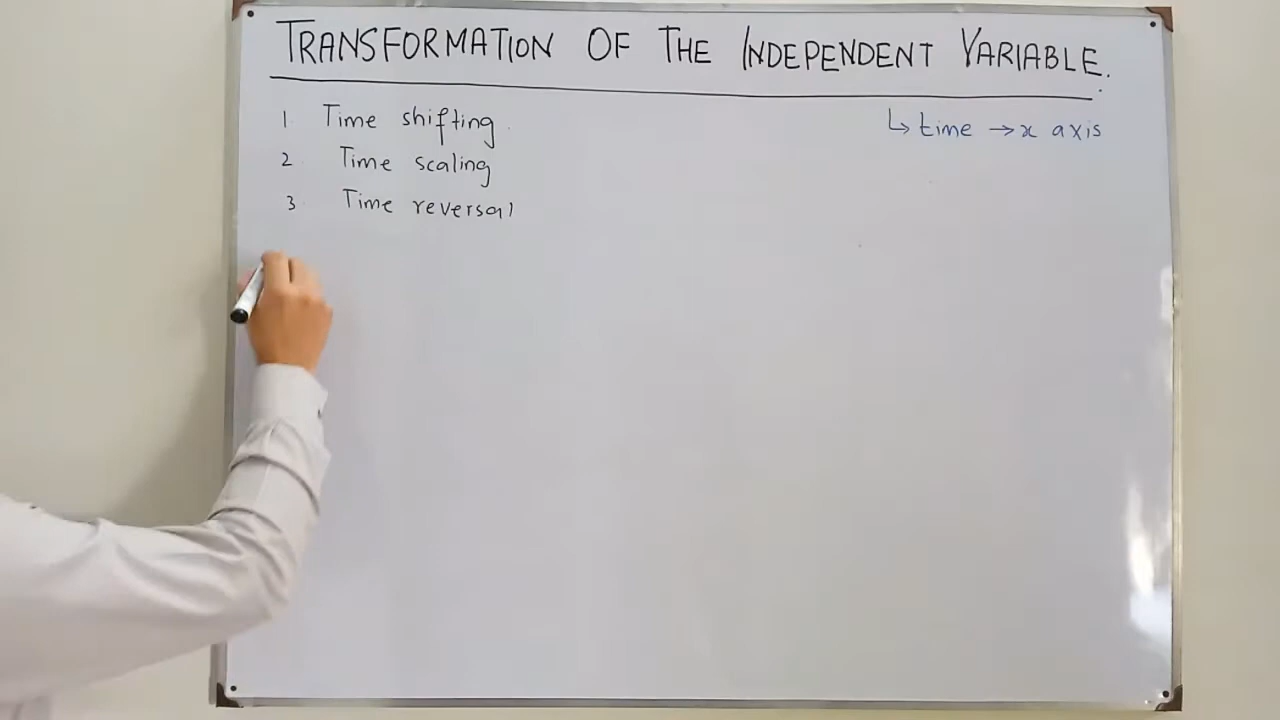 TRANSFORMATION OF THE INDEPENDENT VARIABLE.
↳ time → x axis
1 Time shifting.
2 Time scaling
3. Time reversal